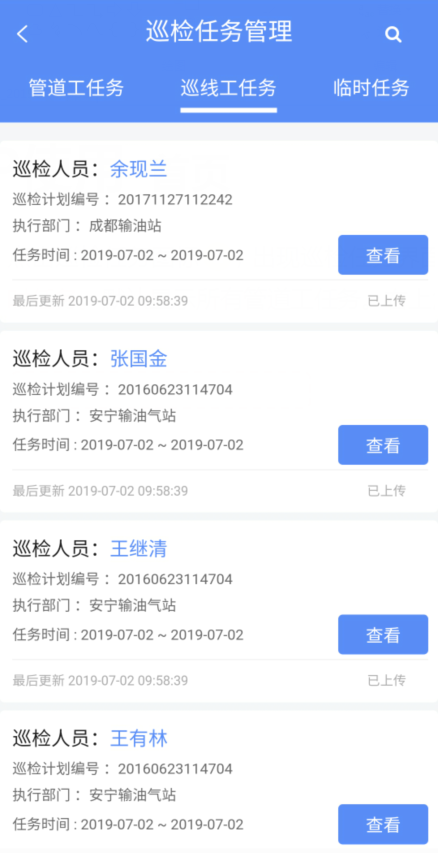 巡检任务管理
管道工任务 巡线工任务 临时任务
巡检人员：余现兰
巡检计划编号：20171127112242
执行部门：成都输油站
任务时间 : 2019-07-02 ~ 2019-07-02
查看
最后更新 2019-07-02 09:58:39 已上传
巡检人员：张国金
巡检计划编号：20160623114704
执行部门：安宁输油气站
任务时间 : 2019-07-02 ~ 2019-07-02
查看
最后更新 2019-07-02 09:58:39 已上传
巡检人员：王继清
巡检计划编号：20160623114704
执行部门：安宁输油气站
任务时间 : 2019-07-02 ~ 2019-07-02
查看
最后更新 2019-07-02 09:58:39 已上传
巡检人员：王有林
巡检计划编号：20160623114704
执行部门：安宁输油气站
任务时间 : 2019-07-02 ~ 2019-07-02
查看